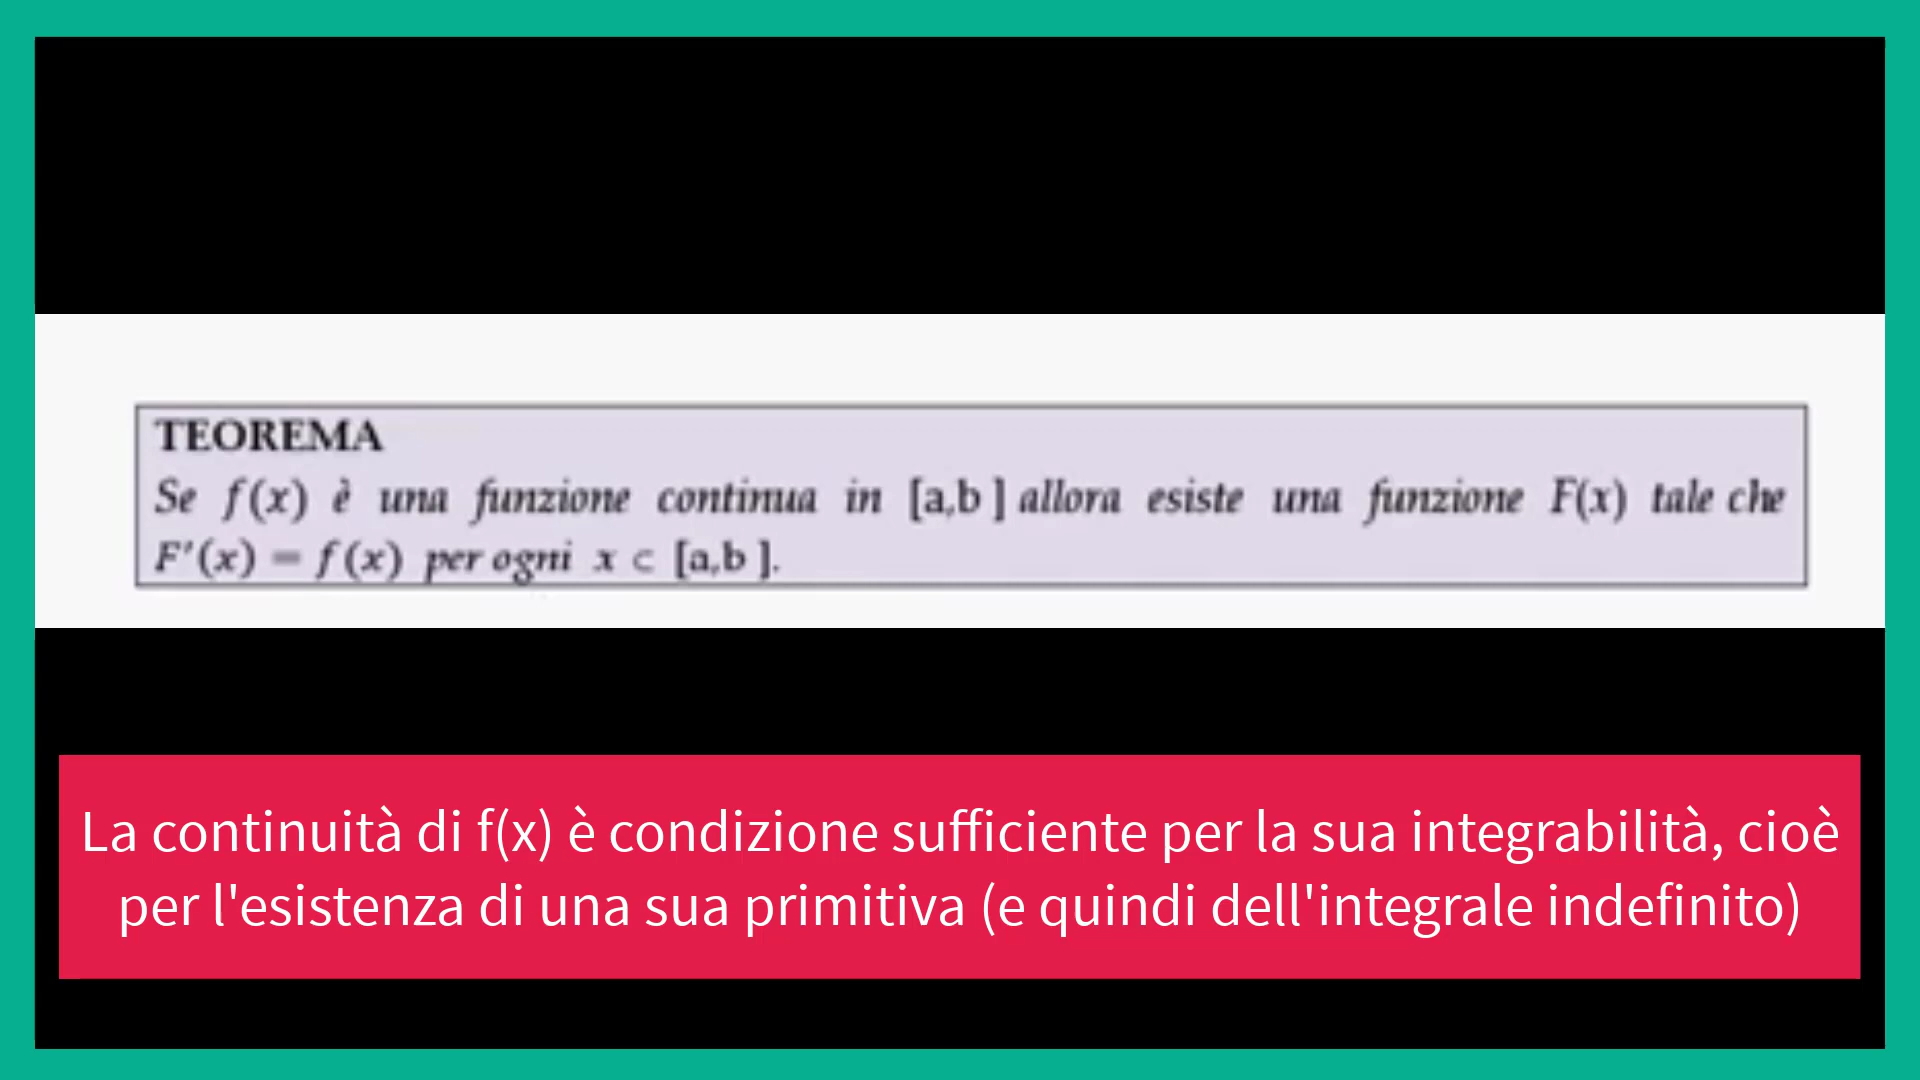 TEOREMA
Se f(x) è una funzione continua in [a,b ] allora esiste una funzione F(x) tale che
F'(x) = f(x) per ogni x ⊂ [a,b ].
La continuità di f(x) è condizione sufficiente per la sua integrabilità, cioè
per l'esistenza di una sua primitiva (e quindi dell'integrale indefinito)